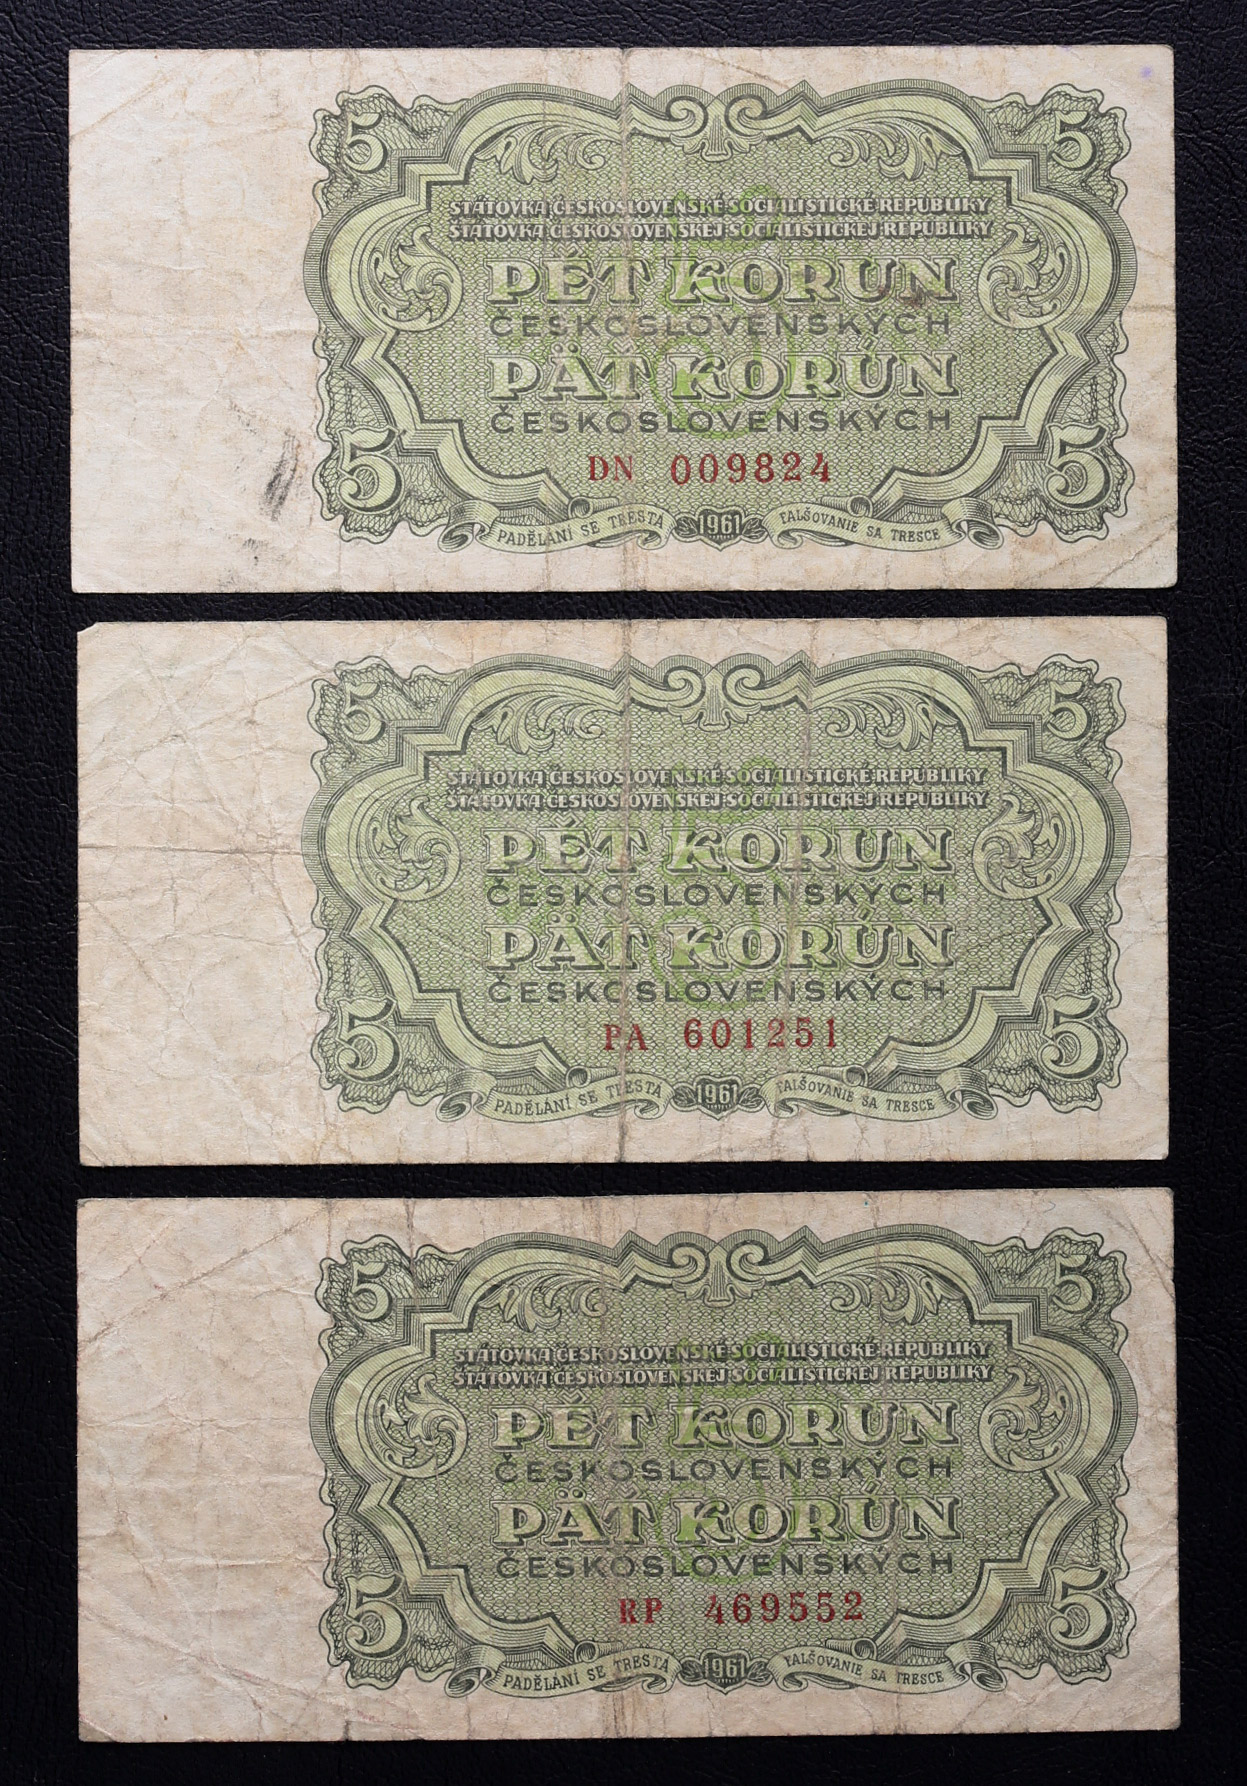 5 5
STÁTOVKA ČESKOSLOVENSKÉ SOCIALISTICKÉ REPUBLIKY
ŠTÁTOVKA ČESKOSLOVENSKEJ SOCIALISTICKEJ REPUBLIKY
PĚT KORUN
ČESKOSLOVENSKÝCH
PÄŤ KORÚN
ČESKOSLOVENSKÝCH
DN 009824
5 5
PADĚLÁNÍ SE TRESTÁ 1961 FALŠOVANIE SA TRESCE
5 5
STÁTOVKA ČESKOSLOVENSKÉ SOCIALISTICKÉ REPUBLIKY
ŠTÁTOVKA ČESKOSLOVENSKEJ SOCIALISTICKEJ REPUBLIKY
PĚT KORUN
ČESKOSLOVENSKÝCH
PÄŤ KORÚN
ČESKOSLOVENSKÝCH
PA 601251
5 5
PADĚLÁNÍ SE TRESTÁ 1961 FALŠOVANIE SA TRESCE
5 5
STÁTOVKA ČESKOSLOVENSKÉ SOCIALISTICKÉ REPUBLIKY
ŠTÁTOVKA ČESKOSLOVENSKEJ SOCIALISTICKEJ REPUBLIKY
PĚT KORUN
ČESKOSLOVENSKÝCH
PÄŤ KORÚN
ČESKOSLOVENSKÝCH
RP 469552
5 5
PADĚLÁNÍ SE TRESTÁ 1961 FALŠOVANIE SA TRESCE